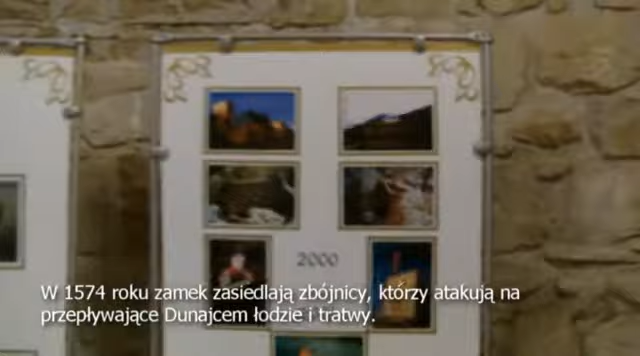 2000
W 1574 roku zamek zasiedlają zbójnicy, którzy atakują na
przepływające Dunajcem łodzie i tratwy.